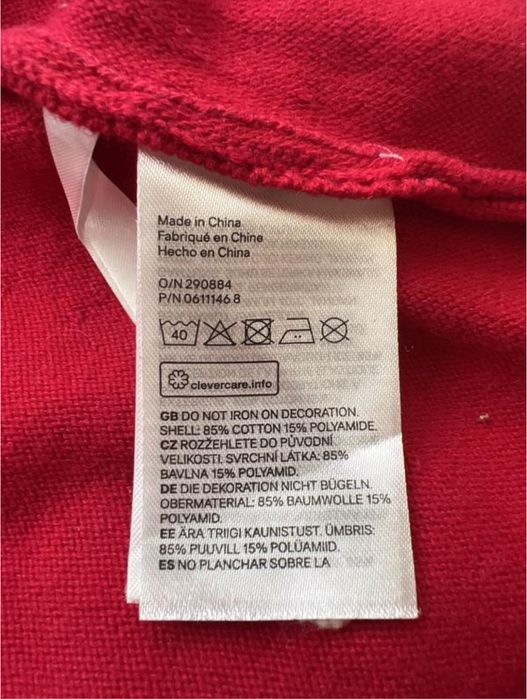 Made in China
Fabriqué en Chine
Hecho en China
O/N 290884
P/N 0611146 8
40
clevercare.info
GB DO NOT IRON ON DECORATION.
SHELL: 85% COTTON 15% POLYAMIDE.
CZ ROZŽEHLETE DO PŮVODNÍ
VELIKOSTI. SVRCHNÍ LÁTKA: 85%
BAVLNA 15% POLYAMID.
DE DIE DEKORATION NICHT BÜGELN.
OBERMATERIAL: 85% BAUMWOLLE 15%
POLYAMID.
EE ÄRA TRIIGI KAUNISTUST. ÜMBRIS:
85% PUUVILL 15% POLÜAMIID.
ES NO PLANCHAR SOBRE LA